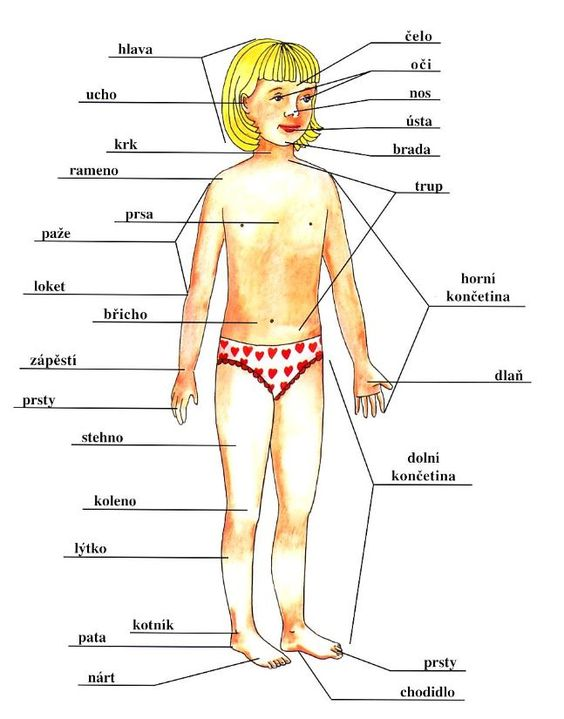 hlava
čelo
oči
ucho
nos
ústa
krk
brada
rameno
trup
prsa
paže
loket
horní
končetina
břicho
zápěstí
dlaň
prsty
stehno
dolní
končetina
koleno
lýtko
kotník
pata
prsty
nárt
chodidlo